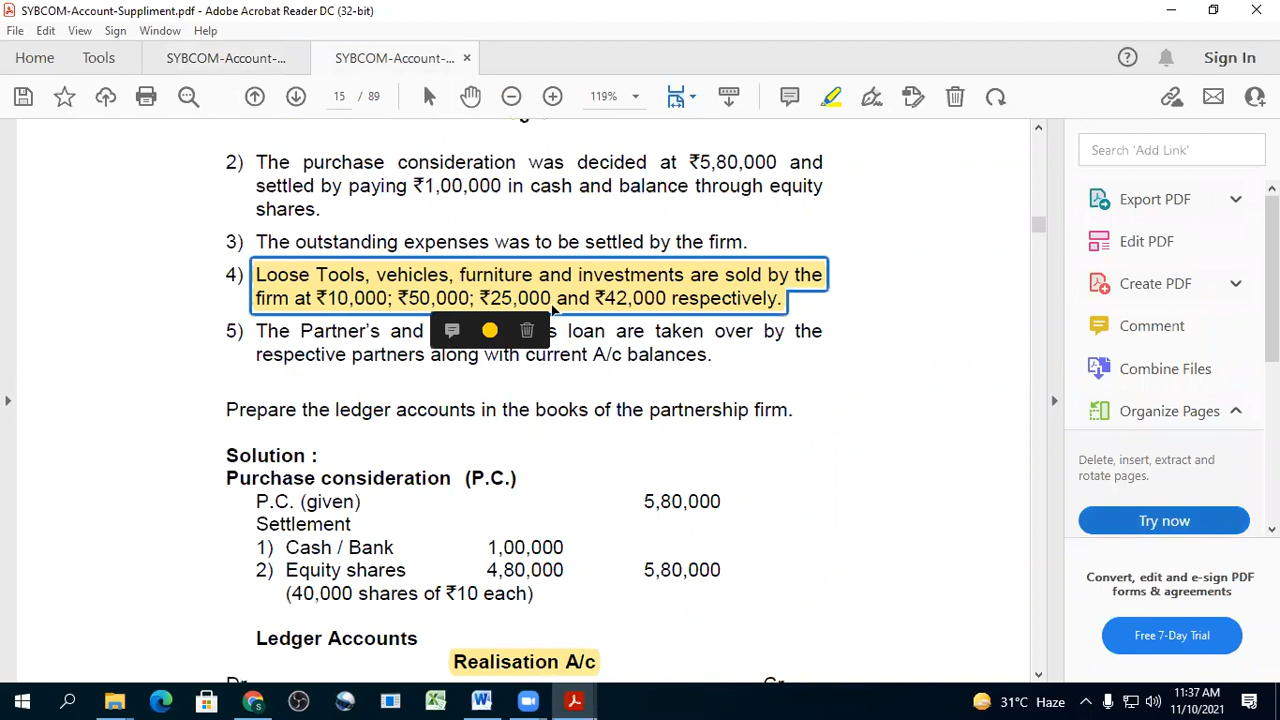 SYBCOM-Account-Suppliment.pdf - Adobe Acrobat Reader DC (32-bit)
File Edit View Sign Window Help
Home Tools SYBCOM-Account-... SYBCOM-Account-... × Sign In
15 / 89 119%
2) The purchase consideration was decided at ₹5,80,000 and
settled by paying ₹1,00,000 in cash and balance through equity
shares.
3) The outstanding expenses was to be settled by the firm.
4) Loose Tools, vehicles, furniture and investments are sold by the
firm at ₹10,000; ₹50,000; ₹25,000 and ₹42,000 respectively.
5) The Partner's and s loan are taken over by the
respective partners along with current A/c balances.
Prepare the ledger accounts in the books of the partnership firm.
Solution :
Purchase consideration (P.C.)
P.C. (given) 5,80,000
Settlement
1) Cash / Bank 1,00,000
2) Equity shares 4,80,000 5,80,000
(40,000 shares of ₹10 each)
Ledger Accounts
Realisation A/c
Search 'Add Link'
Export PDF
Edit PDF
Create PDF
Comment
Combine Files
Organize Pages
Delete, insert, extract and
rotate pages.
Try now
Convert, edit and e-sign PDF
forms & agreements
Free 7-Day Trial
31°C Haze
11:37 AM
11/10/2021